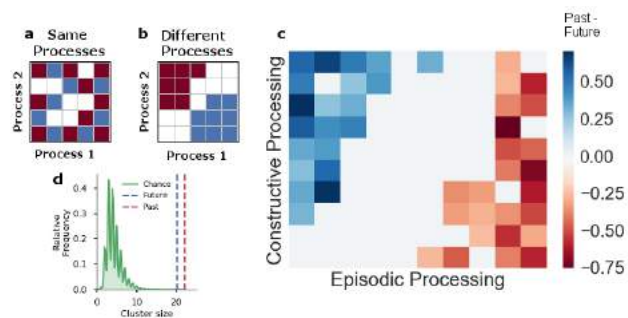 a Same
Processes
Process 2
Process 1
b Different
Processes
Process 2
Process 1
c
Constructive Processing
Episodic Processing
Past -
Future
0.50
0.25
0.00
−0.25
−0.50
−0.75
d
Chance
Future
Past
Relative
Frequency
0.4
0.3
0.2
0.1
0.0
0
10
20
Cluster size